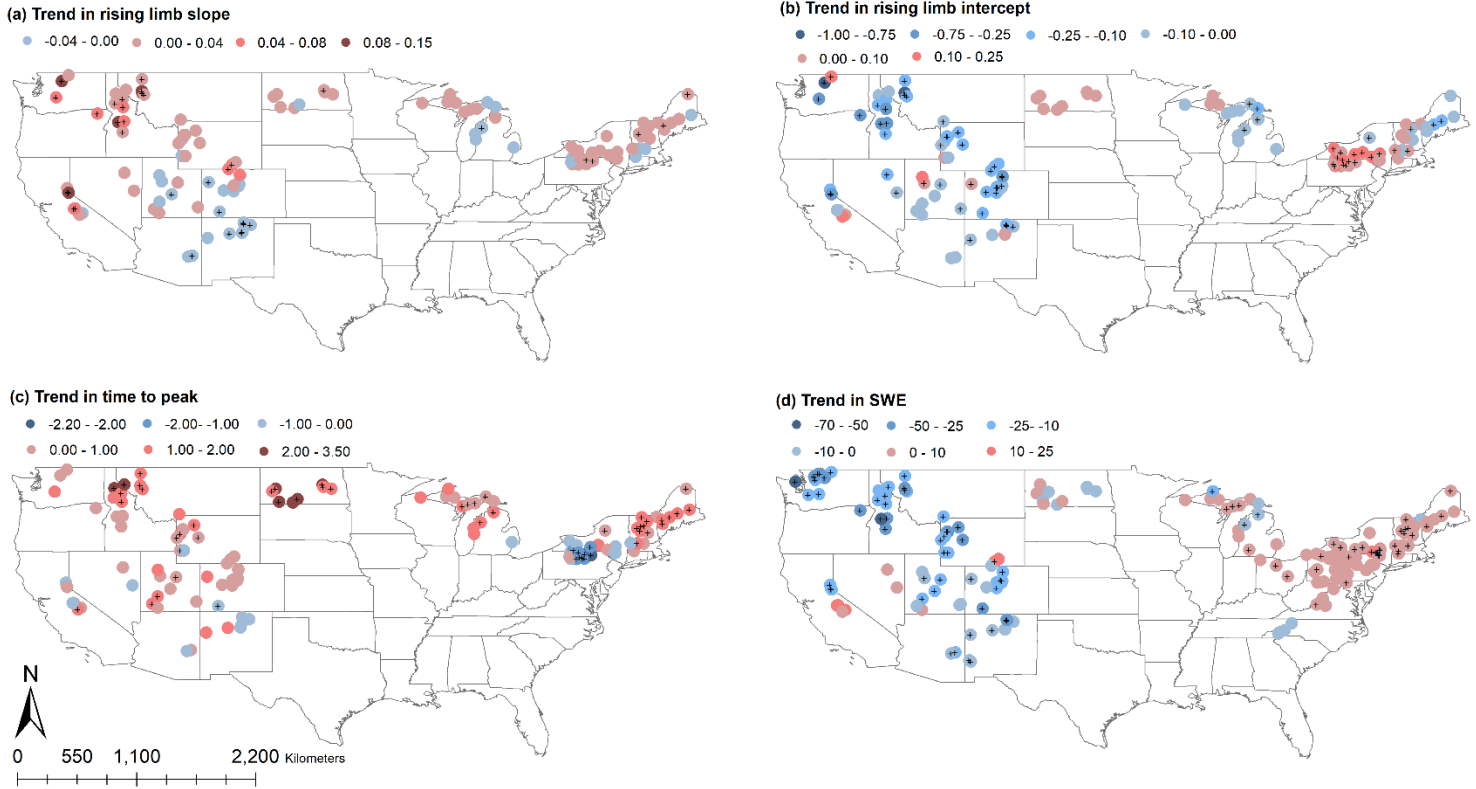 (a) Trend in rising limb slope
-0.04 - 0.00 0.00 - 0.04 0.04 - 0.08 0.08 - 0.15
(b) Trend in rising limb intercept
-1.00 - -0.75 -0.75 - -0.25 -0.25 - -0.10 -0.10 - 0.00
0.00 - 0.10 0.10 - 0.25
(c) Trend in time to peak
-2.20 - -2.00 -2.00- -1.00 -1.00 - 0.00
0.00 - 1.00 1.00 - 2.00 2.00 - 3.50
(d) Trend in SWE
-70 - -50 -50 - -25 -25- -10
-10 - 0 0 - 10 10 - 25
N
0 550 1,100 2,200 Kilometers